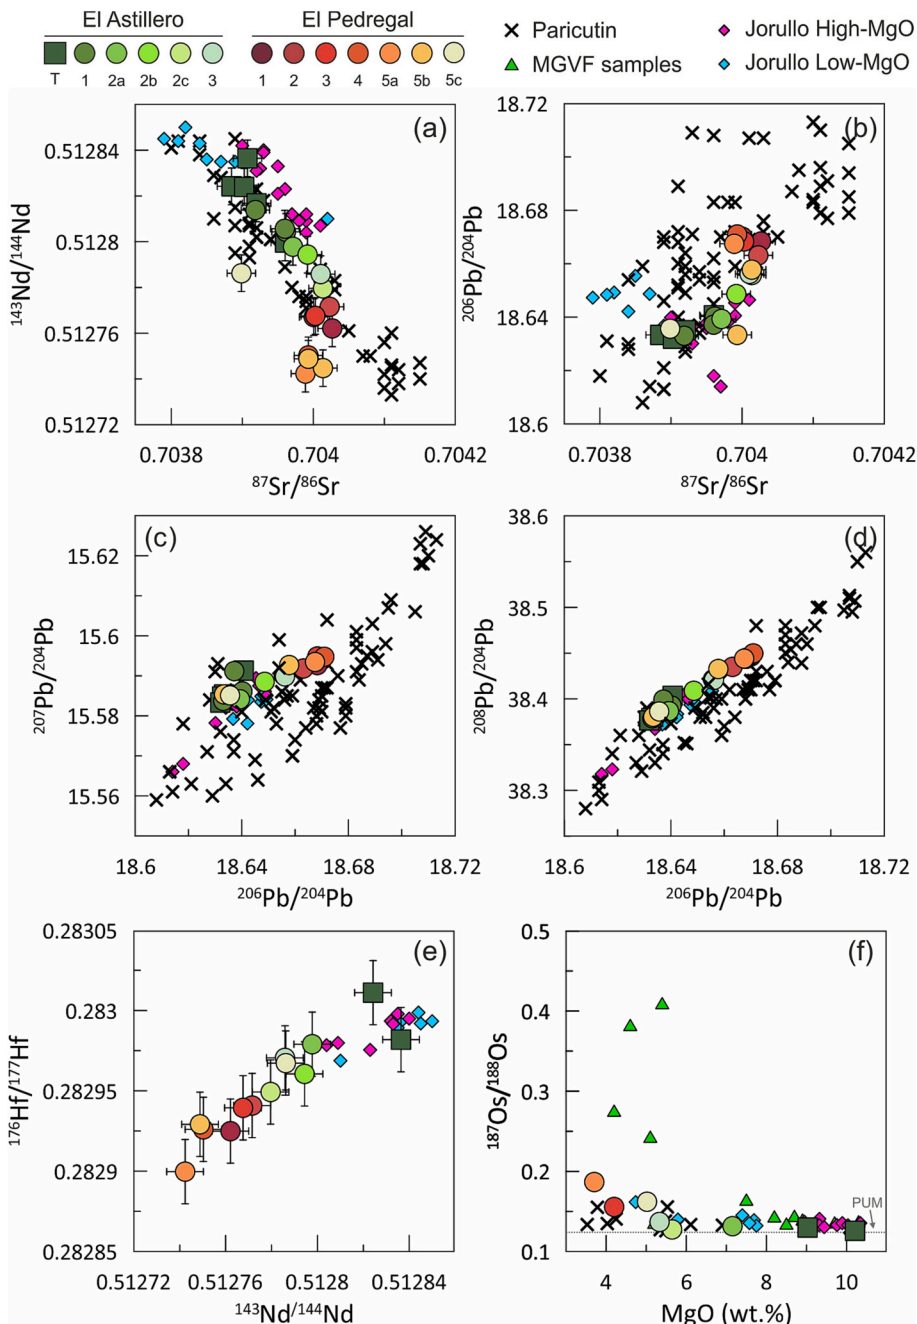 El Astillero El Pedregal
T 1 2a 2b 2c 3 1 2 3 4 5a 5b 5c
Paricutin Jorullo High-MgO
MGVF samples Jorullo Low-MgO
(a)
0.51284
0.5128
0.51276
0.51272
¹⁴³Nd/¹⁴⁴Nd
0.7038 0.704 0.7042
⁸⁷Sr/⁸⁶Sr
(b)
18.72
18.68
18.64
18.6
²⁰⁶Pb/²⁰⁴Pb
0.7038 0.704 0.7042
⁸⁷Sr/⁸⁶Sr
(c)
15.62
15.6
15.58
15.56
²⁰⁷Pb/²⁰⁴Pb
18.6 18.64 18.68 18.72
²⁰⁶Pb/²⁰⁴Pb
(d)
38.6
38.5
38.4
38.3
²⁰⁸Pb/²⁰⁴Pb
18.6 18.64 18.68 18.72
²⁰⁶Pb/²⁰⁴Pb
(e)
0.28305
0.283
0.28295
0.2829
0.28285
¹⁷⁶Hf/¹⁷⁷Hf
0.51272 0.51276 0.5128 0.51284
¹⁴³Nd/¹⁴⁴Nd
(f)
0.5
0.4
0.3
0.2
0.1
¹⁸⁷Os/¹⁸⁸Os
PUM
4 6 8 10
MgO (wt.%)